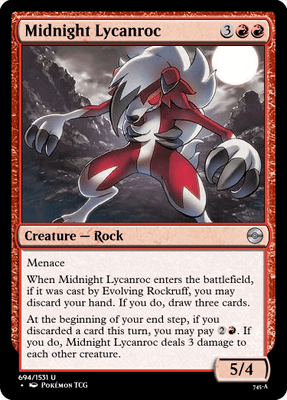 Midnight Lycanroc 3
Creature — Rock
Menace
When Midnight Lycanroc enters the battlefield,
if it was cast by Evolving Rockruff, you may
discard your hand. If you do, draw three cards.
At the beginning of your end step, if you
discarded a card this turn, you may pay 2. If
you do, Midnight Lycanroc deals 3 damage to
each other creature.
5/4
694/1531 U
• Pokémon TCG
745-A